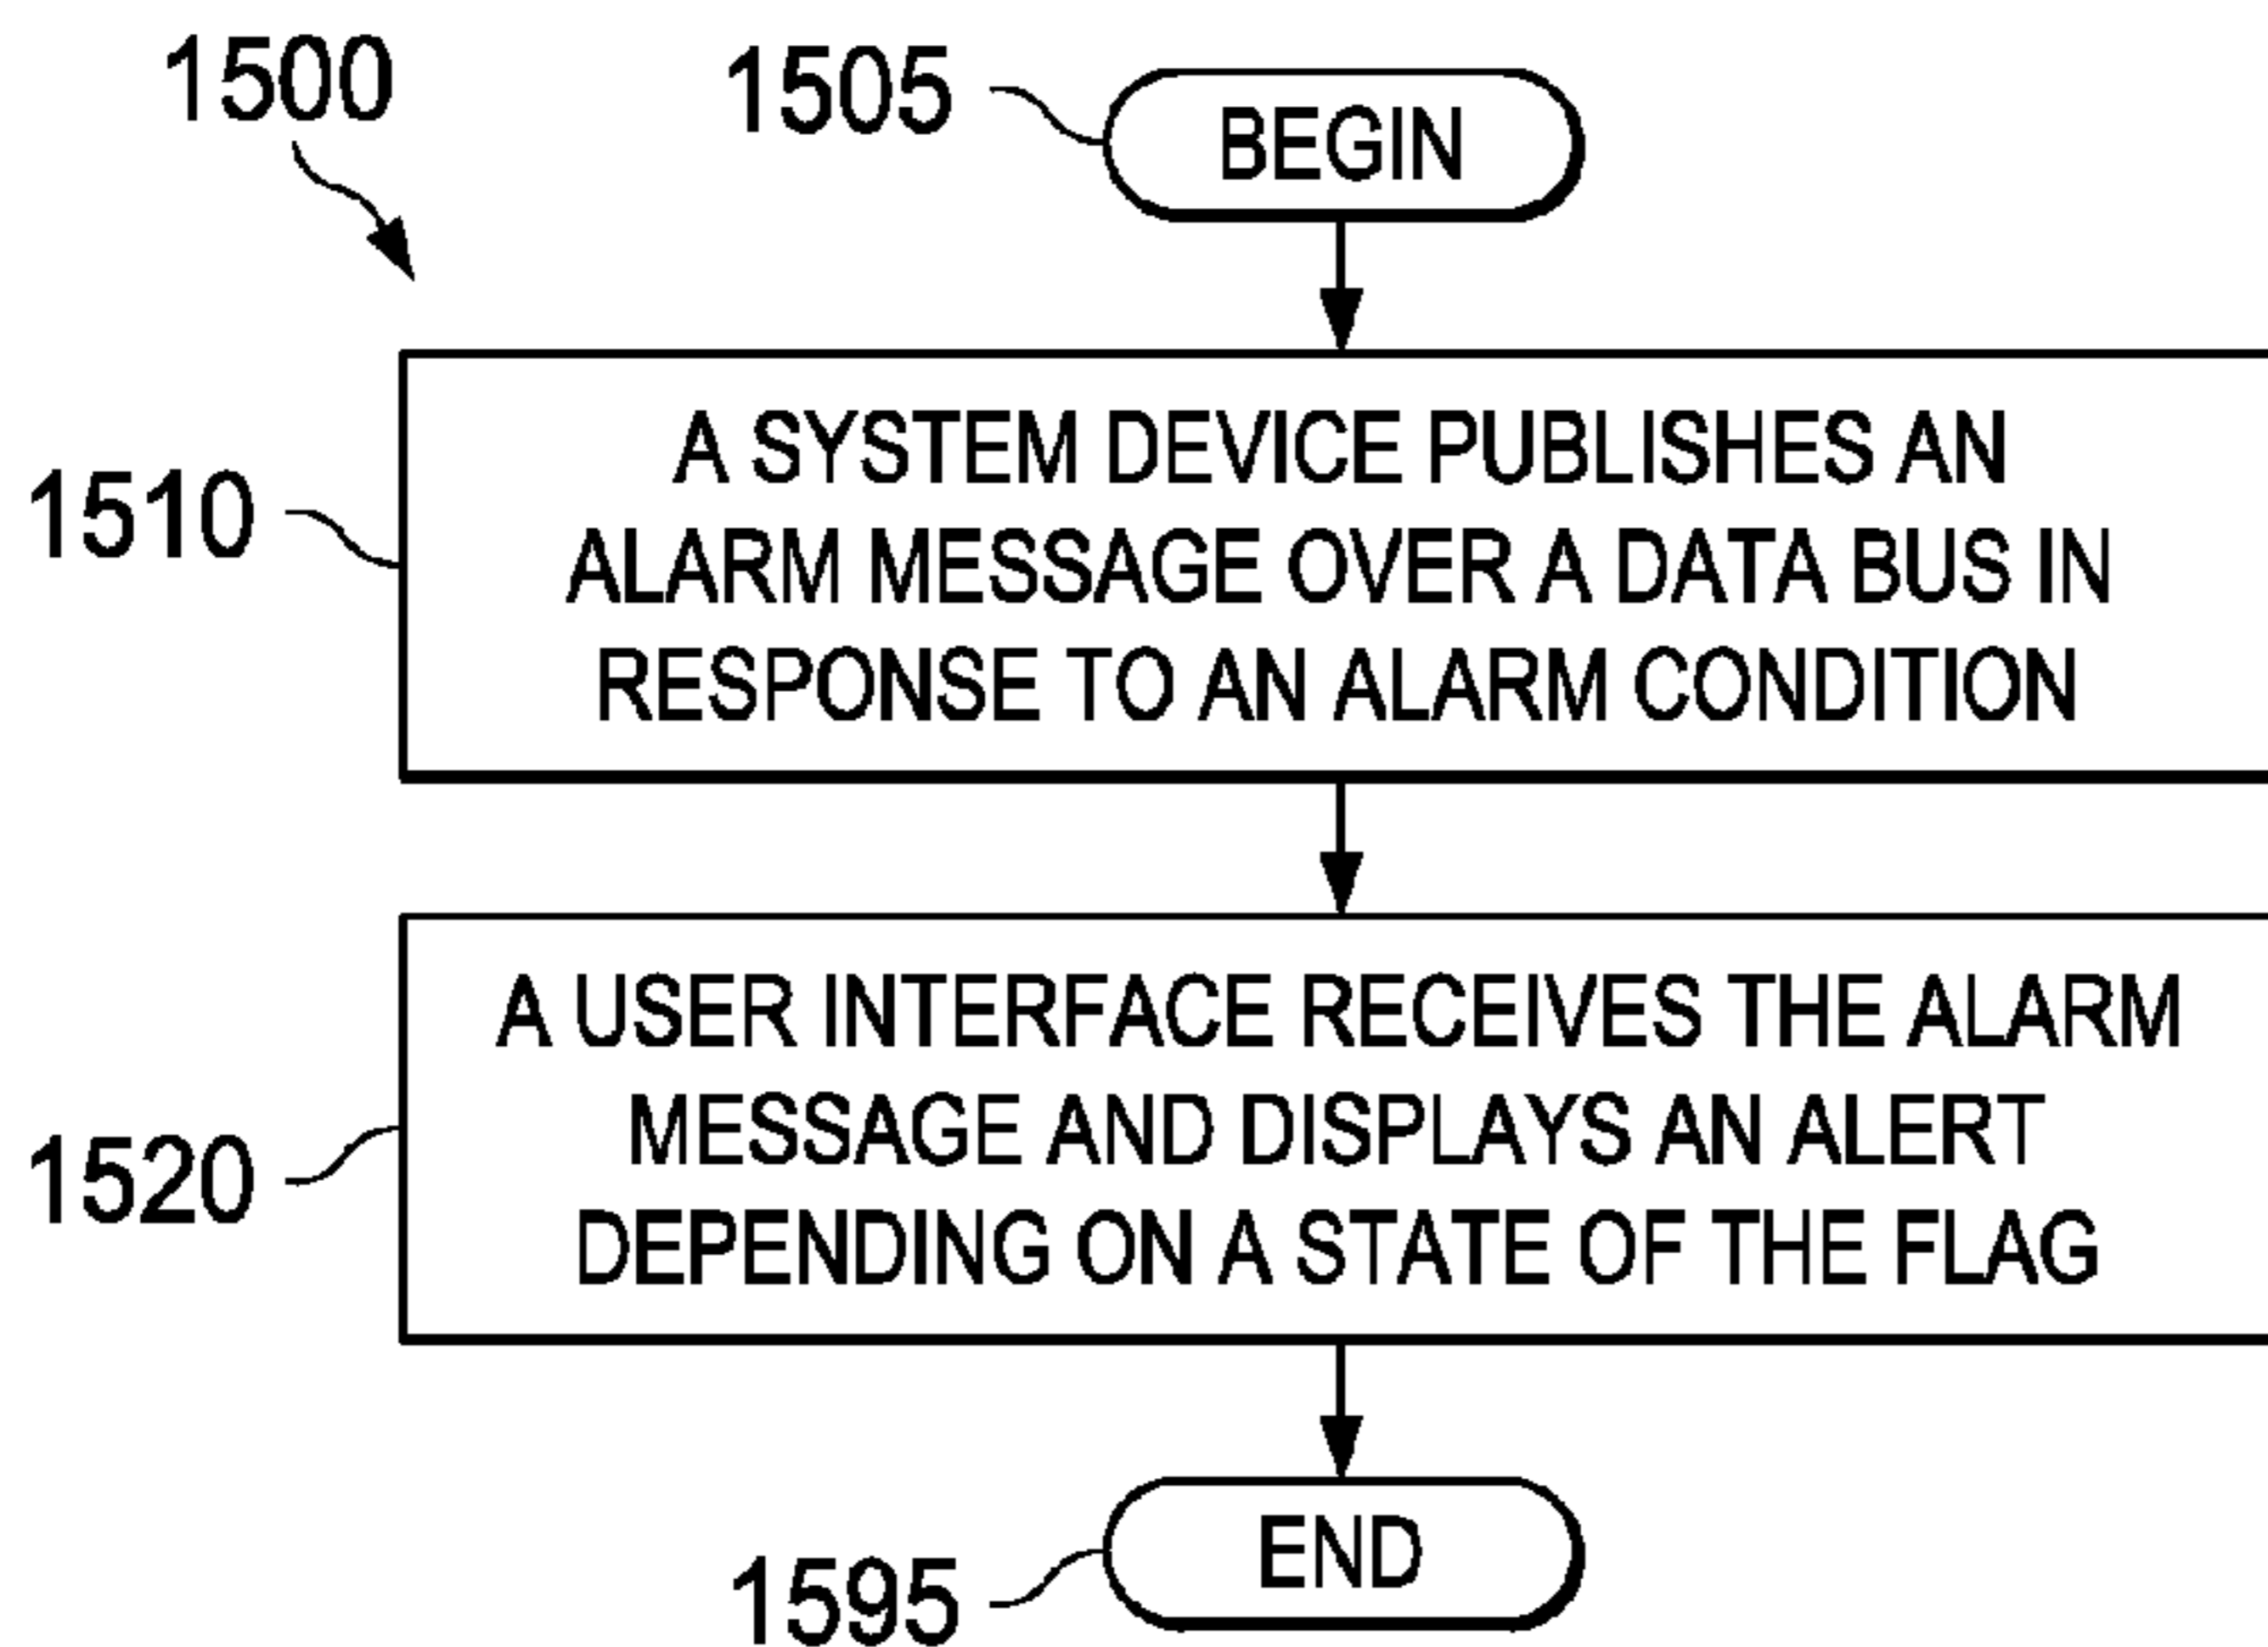 1500
1505
BEGIN
A SYSTEM DEVICE PUBLISHES AN
ALARM MESSAGE OVER A DATA BUS IN
RESPONSE TO AN ALARM CONDITION
1510
A USER INTERFACE RECEIVES THE ALARM
MESSAGE AND DISPLAYS AN ALERT
DEPENDING ON A STATE OF THE FLAG
1520
END
1595